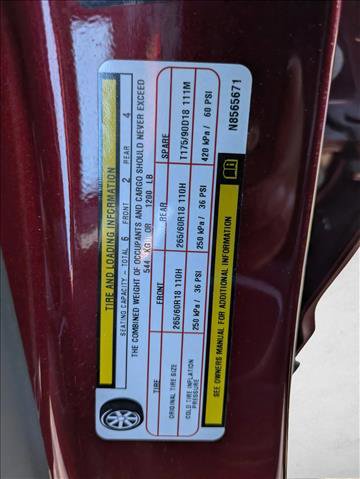 TIRE AND LOADING INFORMATION
SEATING CAPACITY - TOTAL 6 FRONT 2 REAR 4
THE COMBINED WEIGHT OF OCCUPANTS AND CARGO SHOULD NEVER EXCEED
544 KG OR 1200 LB
TIRE FRONT REAR SPARE
ORIGINAL TIRE SIZE 265/60R18 110H 265/60R18 110H T175/90D18 111M
COLD TIRE INFLATION PRESSURE 250 kPa / 36 PSI 250 kPa / 36 PSI 420 kPa / 60 PSI
SEE OWNERS MANUAL FOR ADDITIONAL INFORMATION
N8565671